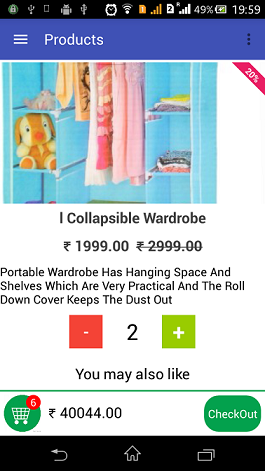 49% 19:59
Products
20%
l Collapsible Wardrobe
₹ 1999.00 ₹ 2999.00
Portable Wardrobe Has Hanging Space And
Shelves Which Are Very Practical And The Roll
Down Cover Keeps The Dust Out
- 2 +
You may also like
6
₹ 40044.00 CheckOut